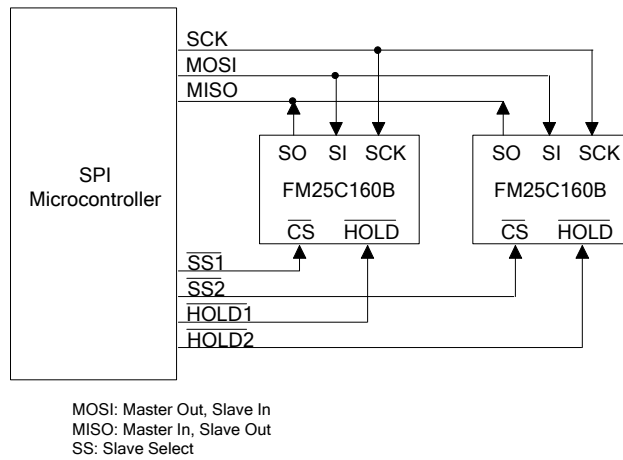 SCK
MOSI
MISO
SO SI SCK
SO SI SCK
SPI
Microcontroller
FM25C160B
FM25C160B
CS HOLD
CS HOLD
SS1
SS2
HOLD1
HOLD2
MOSI: Master Out, Slave In
MISO: Master In, Slave Out
SS: Slave Select